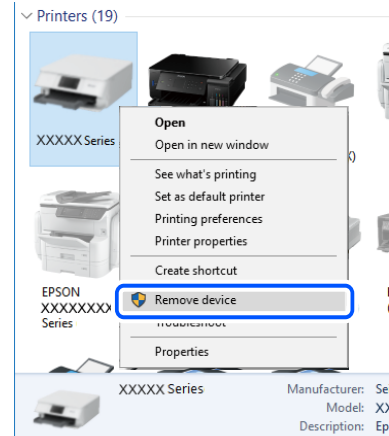 Printers (19)
XXXXX Series
Open
Open in new window
See what's printing
Set as default printer
Printing preferences
Printer properties
Create shortcut
Remove device
Troubleshoot
Properties
EPSON
XXXXXXXX
Series
XXXXX Series
Manufacturer:
Model:
Description: